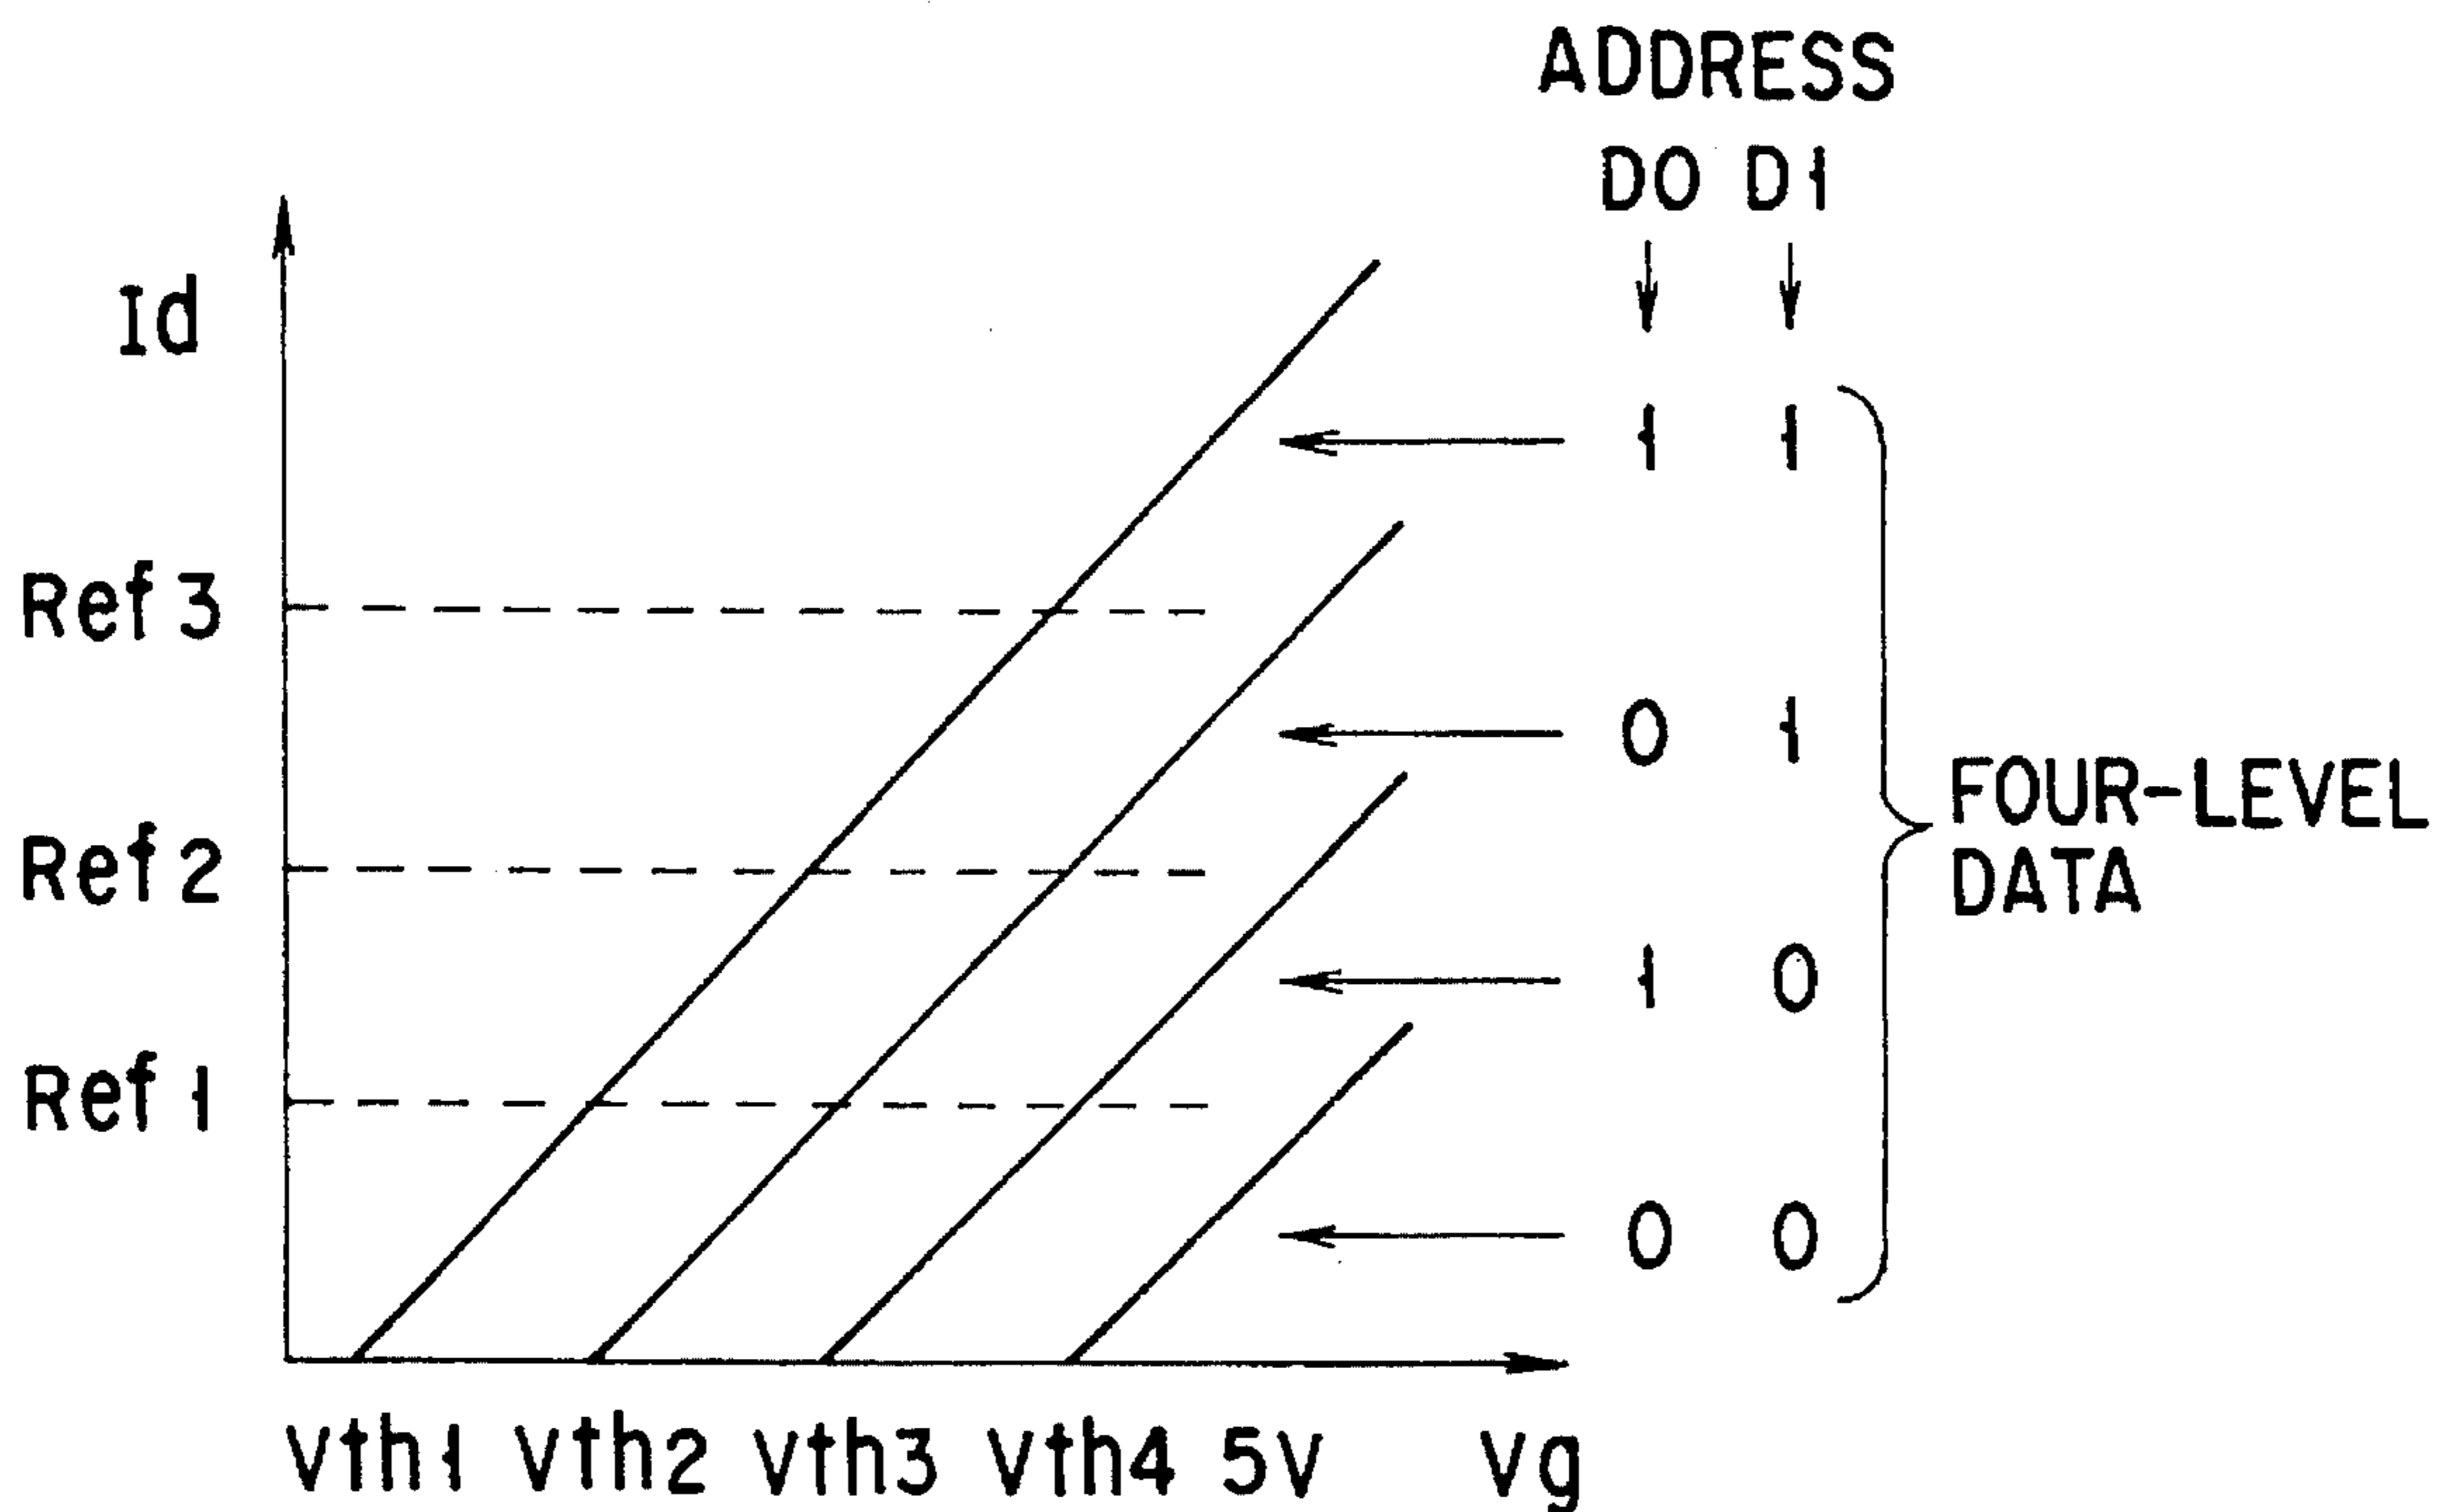 ADDRESS
D0 D1
Id
1 1
Ref 3
0 1
FOUR-LEVEL
DATA
Ref 2
1 0
Ref 1
0 0
Vth1 Vth2 Vth3 Vth4 5V Vg